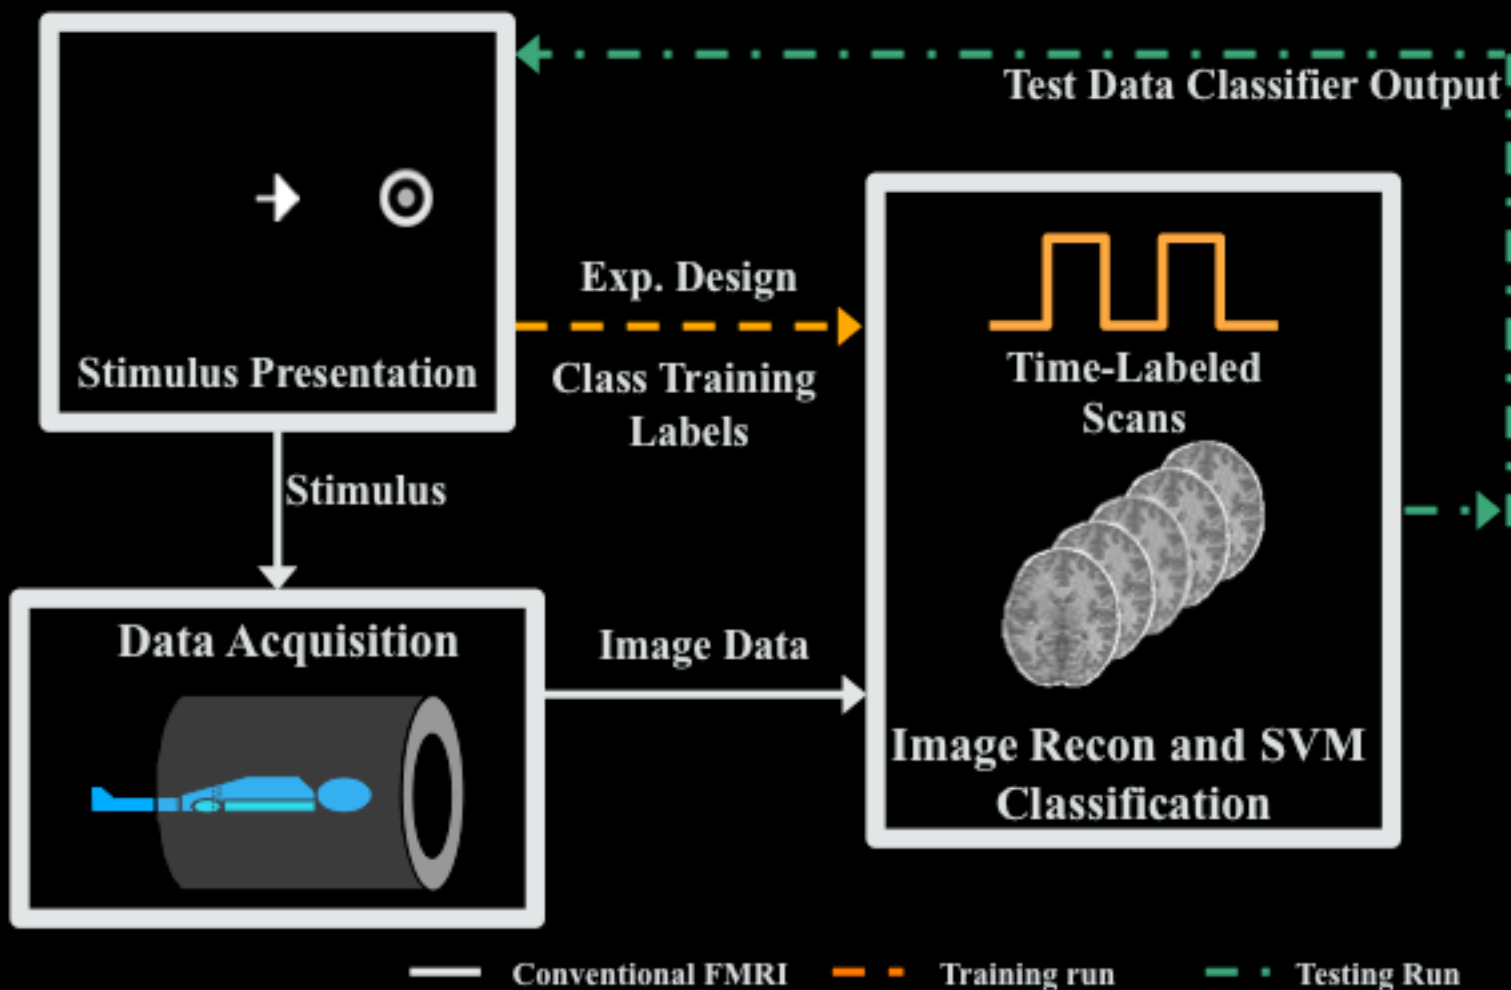 Test Data Classifier Output
Stimulus Presentation
Exp. Design
Class Training
Labels
Time-Labeled
Scans
Stimulus
Data Acquisition
Image Data
Image Recon and SVM
Classification
Conventional FMRI
Training run
Testing Run